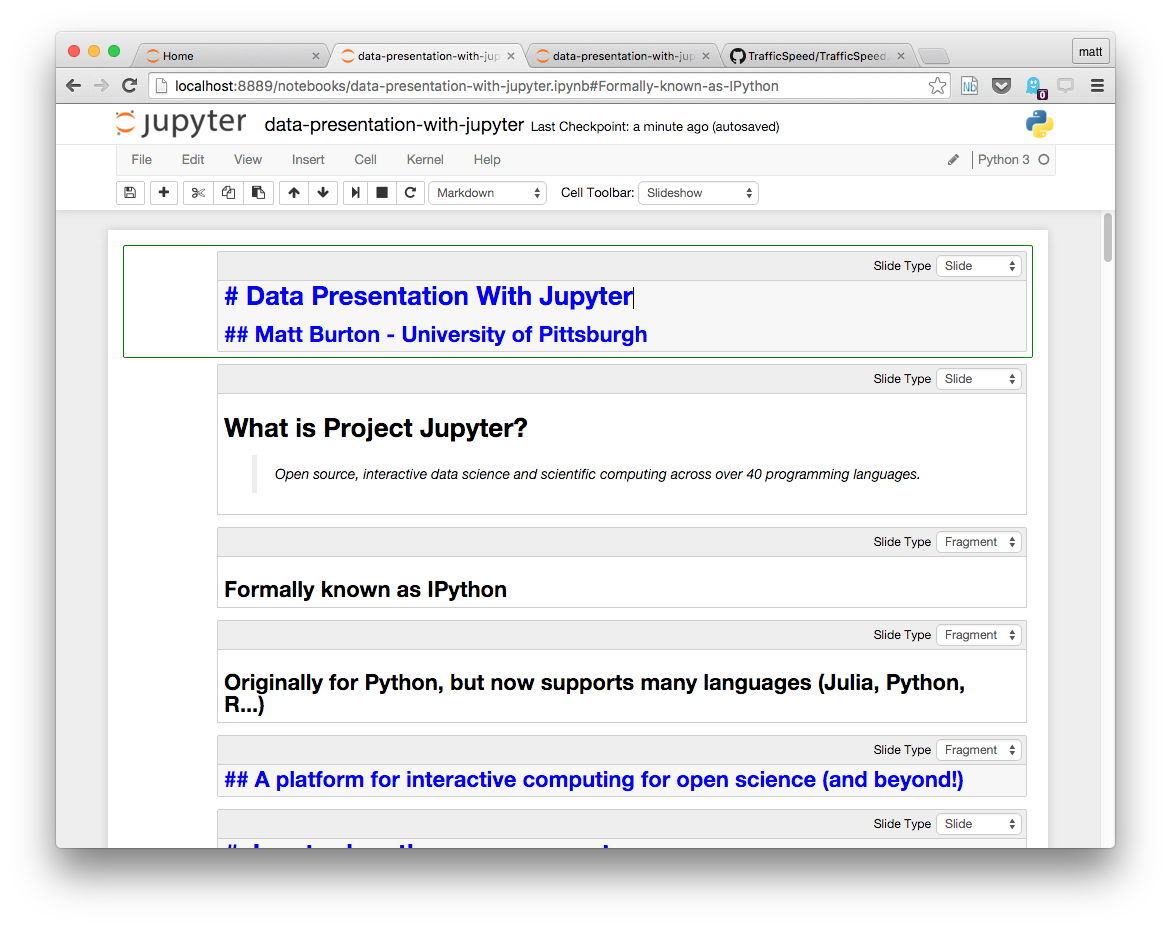 Home
data-presentation-with-jup
data-presentation-with-jup
TrafficSpeed/TrafficSpeed.
matt
localhost:8889/notebooks/data-presentation-with-jupyter.ipynb#Formally-known-as-IPython
Nb
0
jupyter data-presentation-with-jupyter Last Checkpoint: a minute ago (autosaved)
File Edit View Insert Cell Kernel Help Python 3
Markdown Cell Toolbar: Slideshow
Slide Type Slide
# Data Presentation With Jupyter
## Matt Burton - University of Pittsburgh
Slide Type Slide
What is Project Jupyter?
Open source, interactive data science and scientific computing across over 40 programming languages.
Slide Type Fragment
Formally known as IPython
Slide Type Fragment
Originally for Python, but now supports many languages (Julia, Python,
R...)
Slide Type Fragment
## A platform for interactive computing for open science (and beyond!)
Slide Type Slide